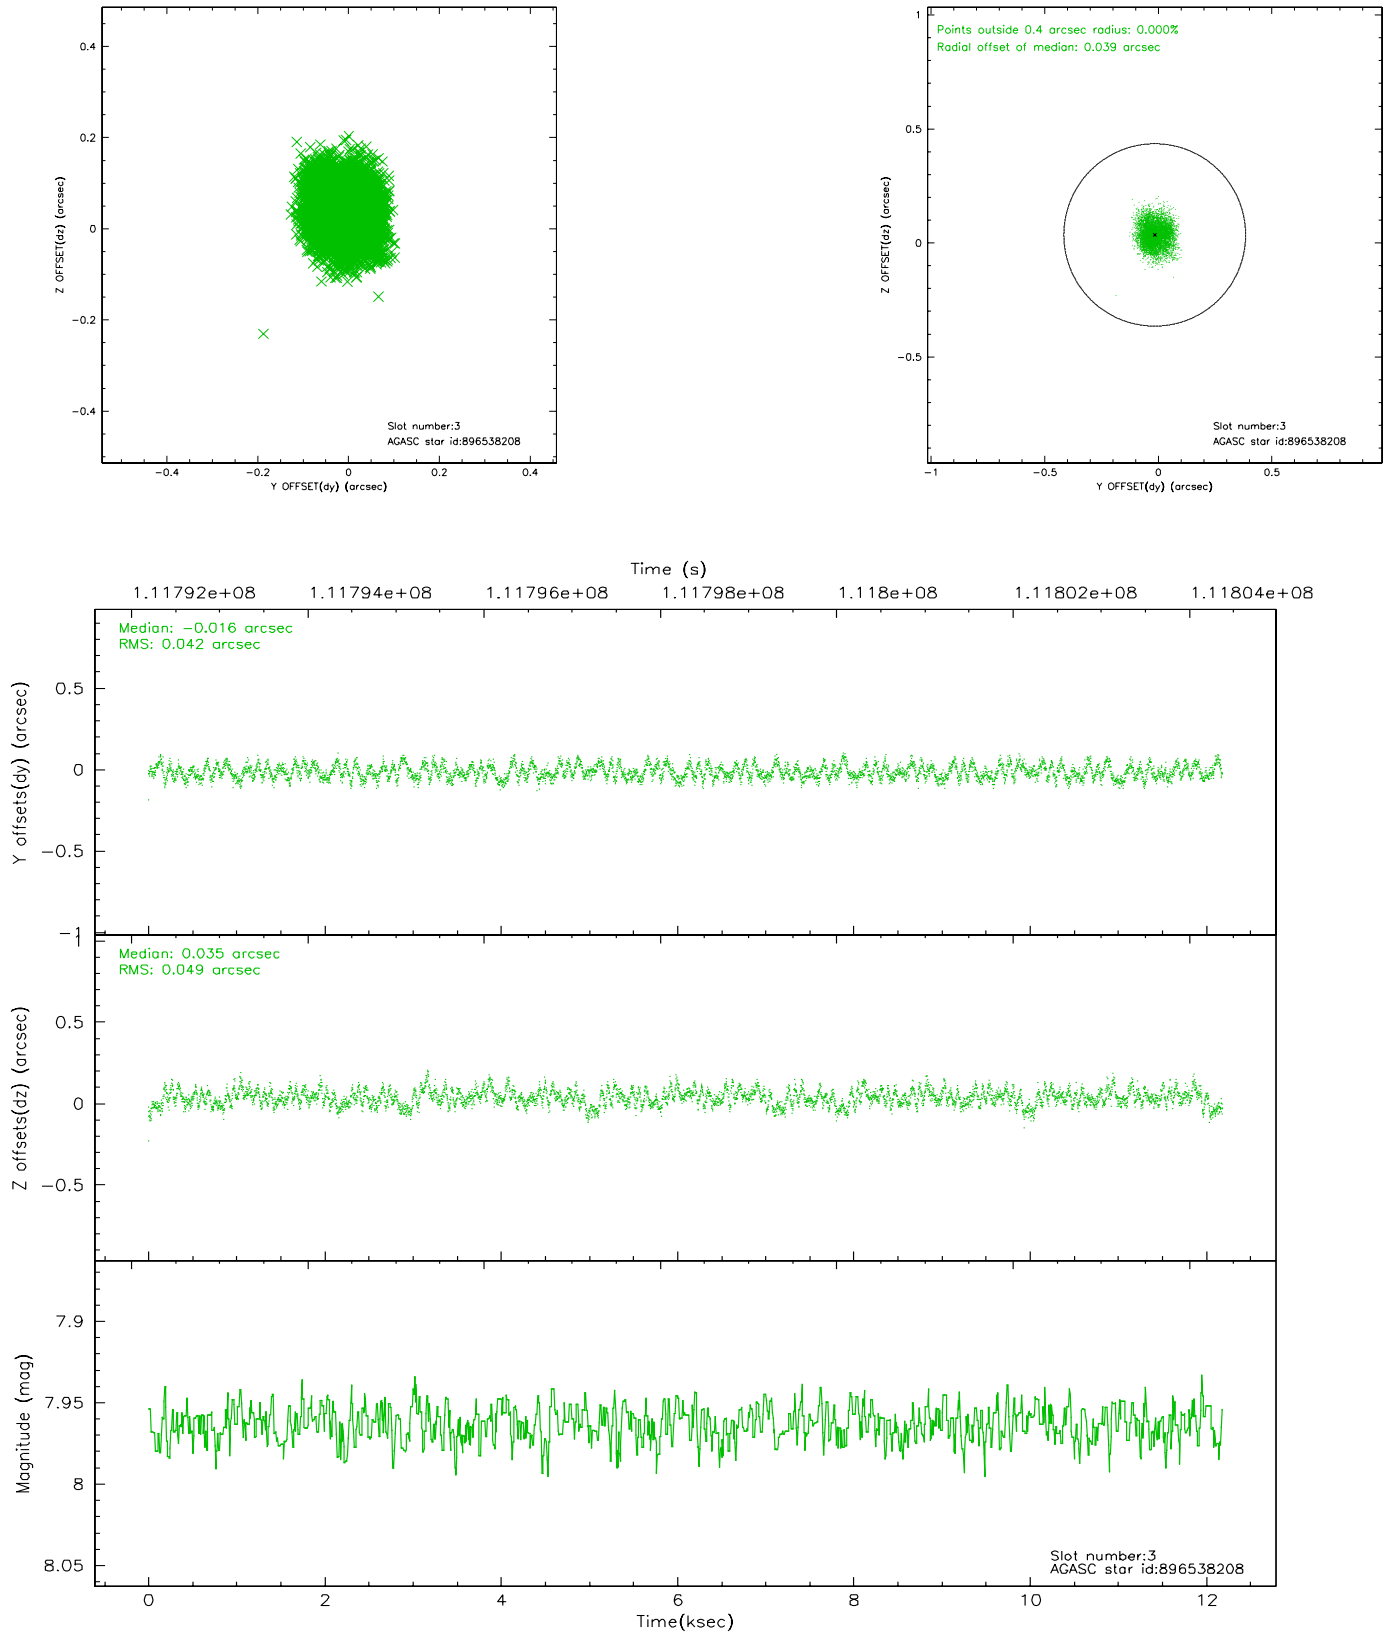 0.4
0.2
0
−0.2
−0.4
Z OFFSET(dz) (arcsec)
Slot number:3
AGASC star id:896538208
−0.4
−0.2
0
0.2
0.4
Y OFFSET(dy) (arcsec)
Points outside 0.4 arcsec radius: 0.000%
Radial offset of median: 0.039 arcsec
1
0.5
0
−0.5
Z OFFSET(dz) (arcsec)
Slot number:3
AGASC star id:896538208
−1
−0.5
0
0.5
Y OFFSET(dy) (arcsec)
Time (s)
1.11792e+08
1.11794e+08
1.11796e+08
1.11798e+08
1.118e+08
1.11802e+08
1.11804e+08
Median: −0.016 arcsec
RMS: 0.042 arcsec
0.5
0
−0.5
−1
Y offsets(dy) (arcsec)
Median: 0.035 arcsec
RMS: 0.049 arcsec
1
0.5
0
−0.5
Z offsets(dz) (arcsec)
7.9
7.95
8
8.05
Magnitude (mag)
Slot number:3
AGASC star id:896538208
0
2
4
6
8
10
12
Time(ksec)